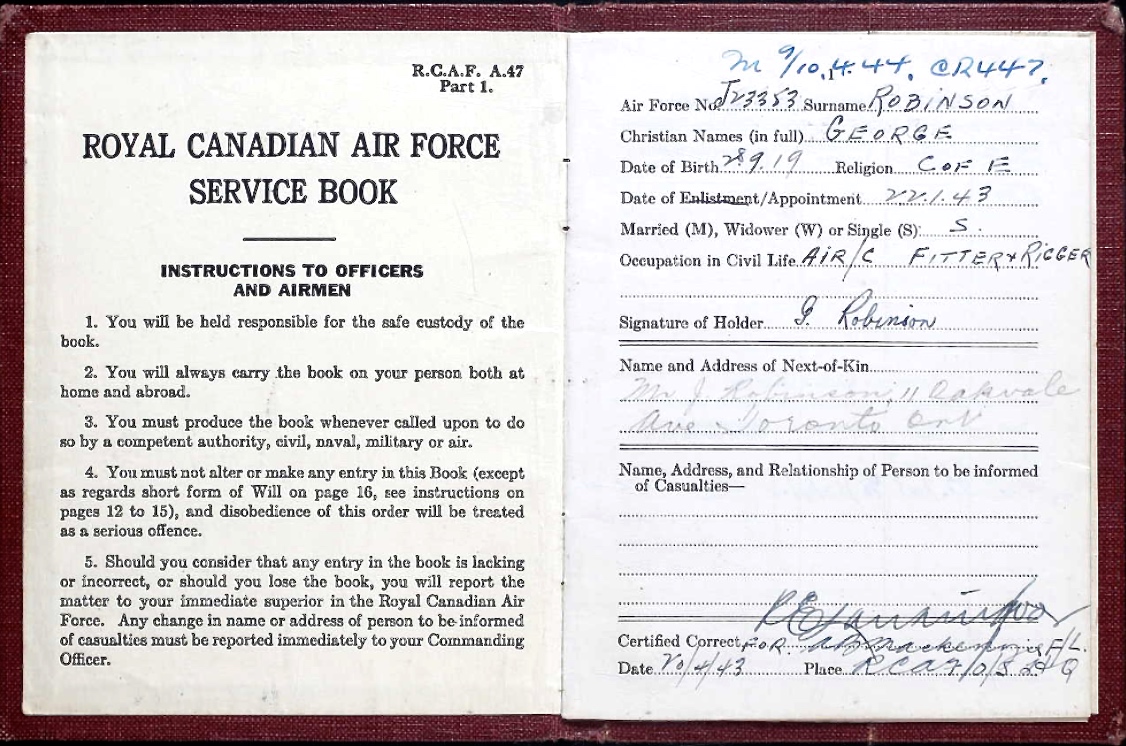 R.C.A.F. A.47
Part 1.
ROYAL CANADIAN AIR FORCE
SERVICE BOOK
INSTRUCTIONS TO OFFICERS
AND AIRMEN
1. You will be held responsible for the safe custody of the
book.
2. You will always carry the book on your person both at
home and abroad.
3. You must produce the book whenever called upon to do
so by a competent authority, civil, naval, military or air.
4. You must not alter or make any entry in this Book (except
as regards short form of Will on page 16, see instructions on
pages 12 to 15), and disobedience of this order will be treated
as a serious offence.
5. Should you consider that any entry in the book is lacking
or incorrect, or should you lose the book, you will report the
matter to your immediate superior in the Royal Canadian Air
Force. Any change in name or address of person to be informed
of casualties must be reported immediately to your Commanding
Officer.
M 9/10.4.44. CR447.
Air Force No. J23353 Surname ROBINSON
Christian Names (in full) GEORGE
Date of Birth 28.9.19 Religion C OF E
Date of Enlistment/Appointment 22.1.43
Married (M), Widower (W) or Single (S): S.
Occupation in Civil Life AIR/C FITTER & RIGGER
Signature of Holder G. Robinson
Name and Address of Next-of-Kin
Mr J Robinson, 11 Oakvale
Ave Toronto Ont
Name, Address, and Relationship of Person to be informed
of Casualties—
Certified Correct, FOR F/L.
Date 20/4/43 Place RCAF O/S H Q